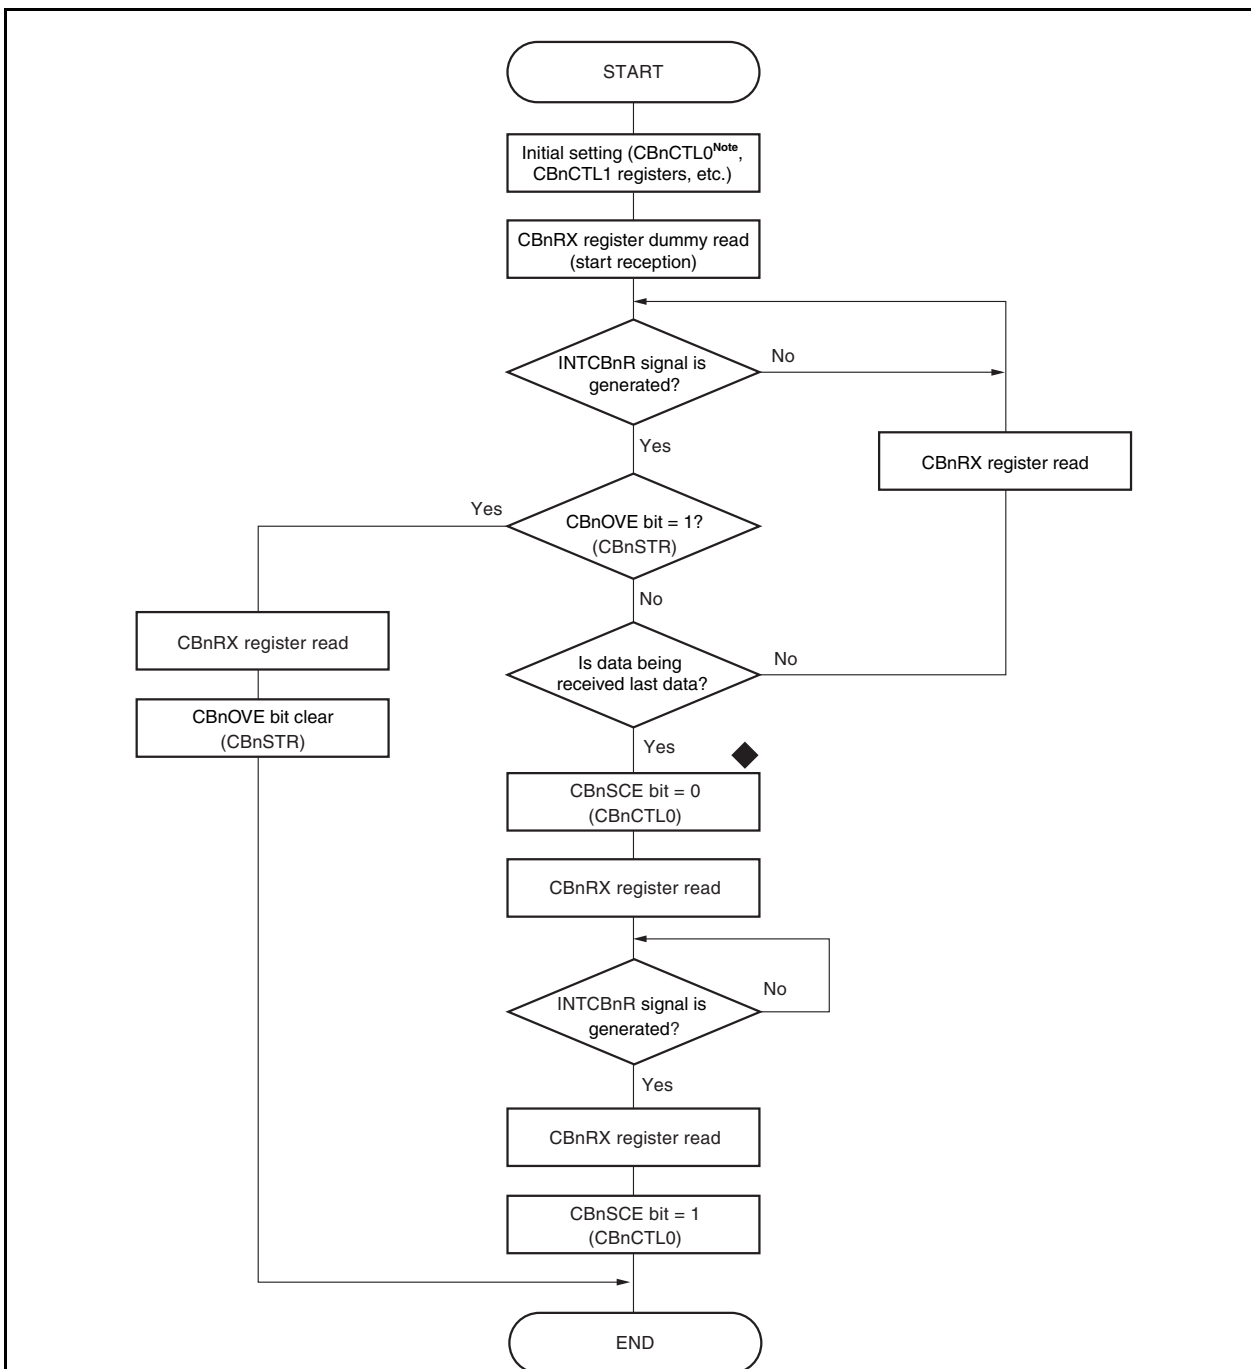 START
Initial setting (CBnCTL0Note,
CBnCTL1 registers, etc.)
CBnRX register dummy read
(start reception)
INTCBnR signal is
generated?
No
Yes
CBnRX register read
CBnOVE bit = 1?
(CBnSTR)
Yes
No
CBnRX register read
CBnOVE bit clear
(CBnSTR)
Is data being
received last data?
No
Yes
CBnSCE bit = 0
(CBnCTL0)
CBnRX register read
INTCBnR signal is
generated?
No
Yes
CBnRX register read
CBnSCE bit = 1
(CBnCTL0)
END